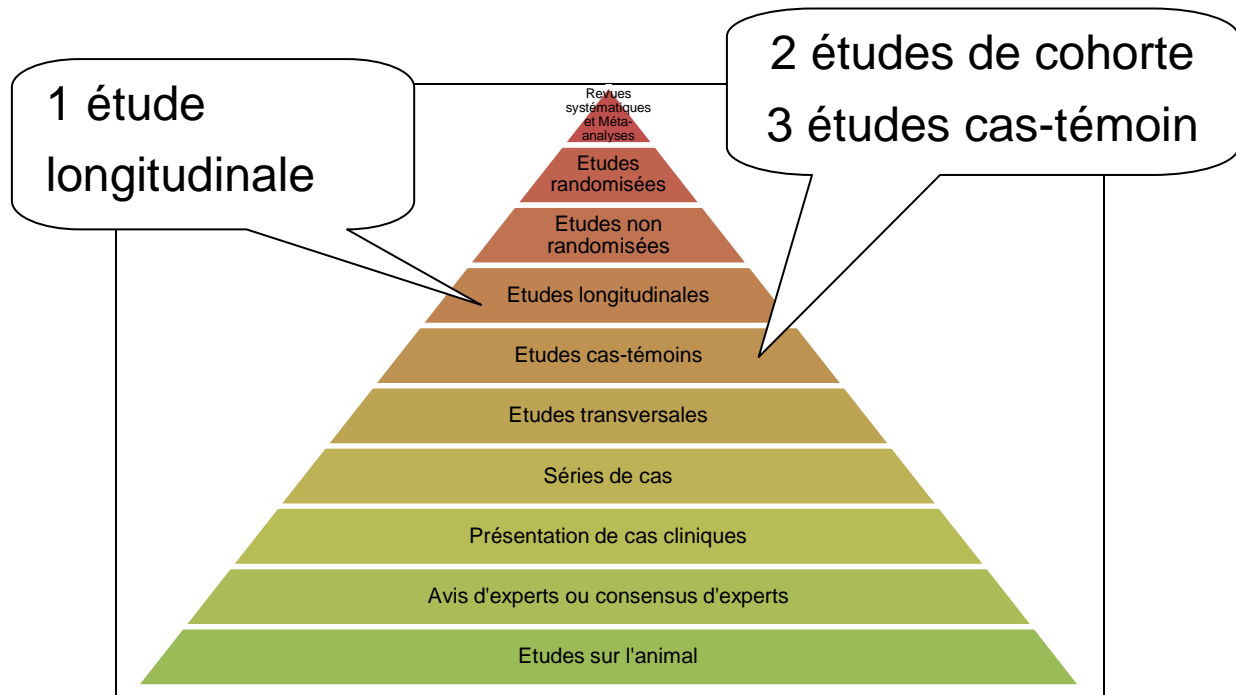 1 étude
longitudinale
2 études de cohorte
3 études cas-témoin
Revues
systématiques
et Méta-
analyses
Etudes
randomisées
Etudes non
randomisées
Etudes longitudinales
Etudes cas-témoins
Etudes transversales
Séries de cas
Présentation de cas cliniques
Avis d'experts ou consensus d'experts
Etudes sur l'animal